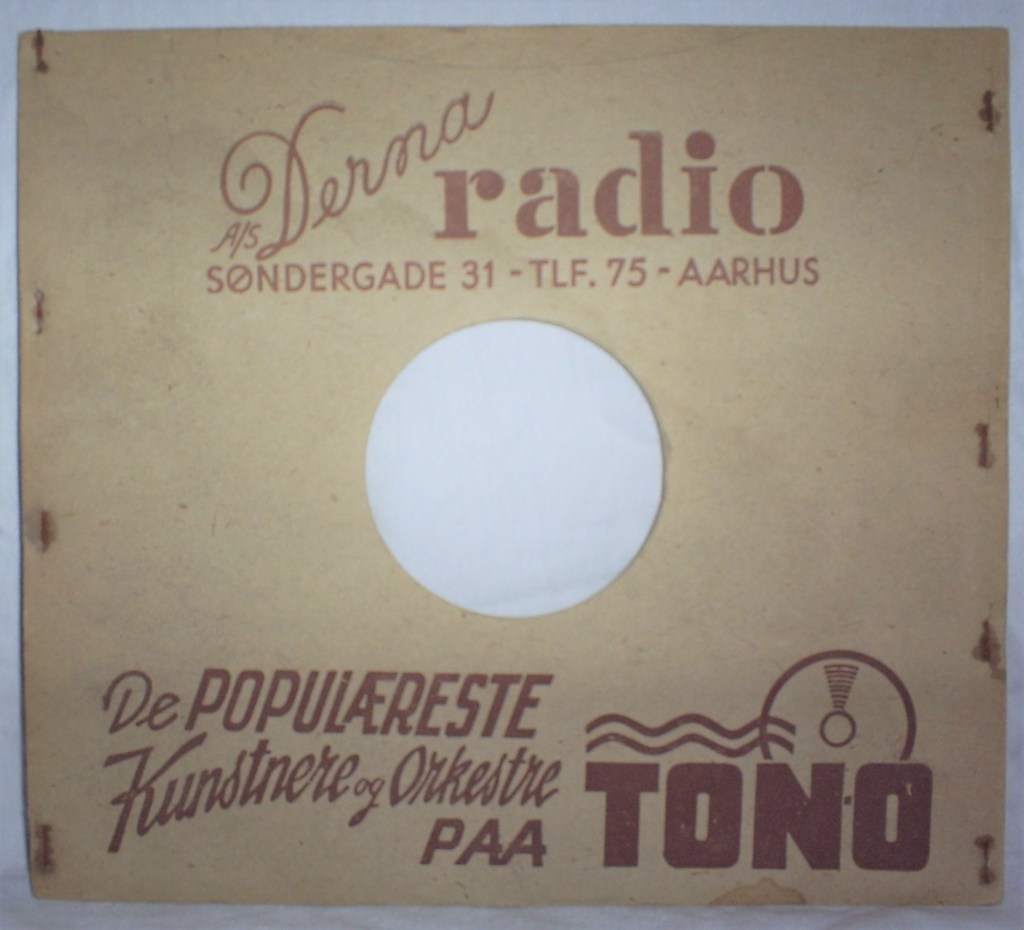 A/S Derna radio
SØNDERGADE 31 - TLF. 75 - AARHUS
De POPULÆRESTE
Kunstnere og Orkestre
PAA
TONO